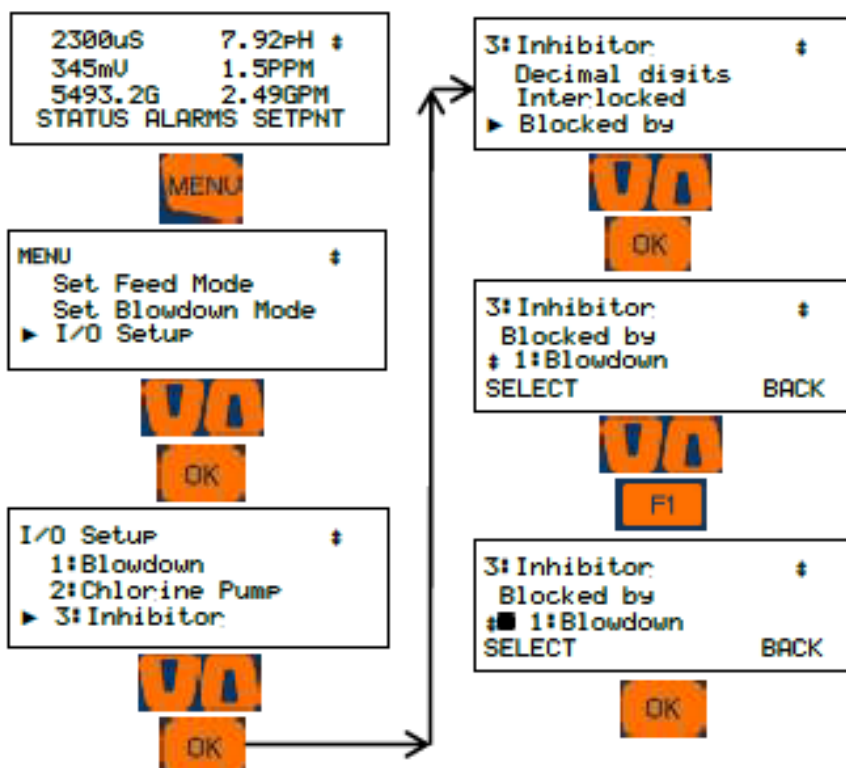 2300uS 7.92pH ↕
345mV 1.5PPM
5493.2G 2.49GPM
STATUS ALARMS SETPNT
MENU
MENU ↕
Set Feed Mode
Set Blowdown Mode
► I/O Setup
OK
I/O Setup ↕
1:Blowdown
2:Chlorine Pump
► 3:Inhibitor
OK
3:Inhibitor ↕
Decimal digits
Interlocked
► Blocked by
OK
3:Inhibitor ↕
Blocked by
↕ 1:Blowdown
SELECT BACK
F1
3:Inhibitor ↕
Blocked by
↕■ 1:Blowdown
SELECT BACK
OK